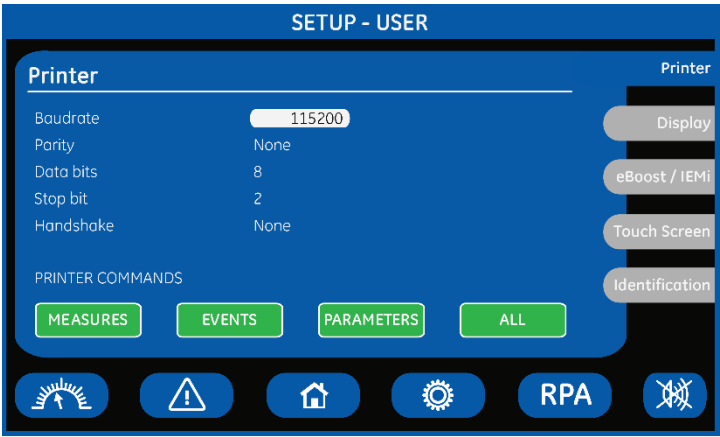 SETUP - USER
Printer
Baudrate 115200
Parity None
Data bits 8
Stop bit 2
Handshake None
PRINTER COMMANDS
MEASURES EVENTS PARAMETERS ALL
Printer
Display
eBoost / IEMi
Touch Screen
Identification
RPA